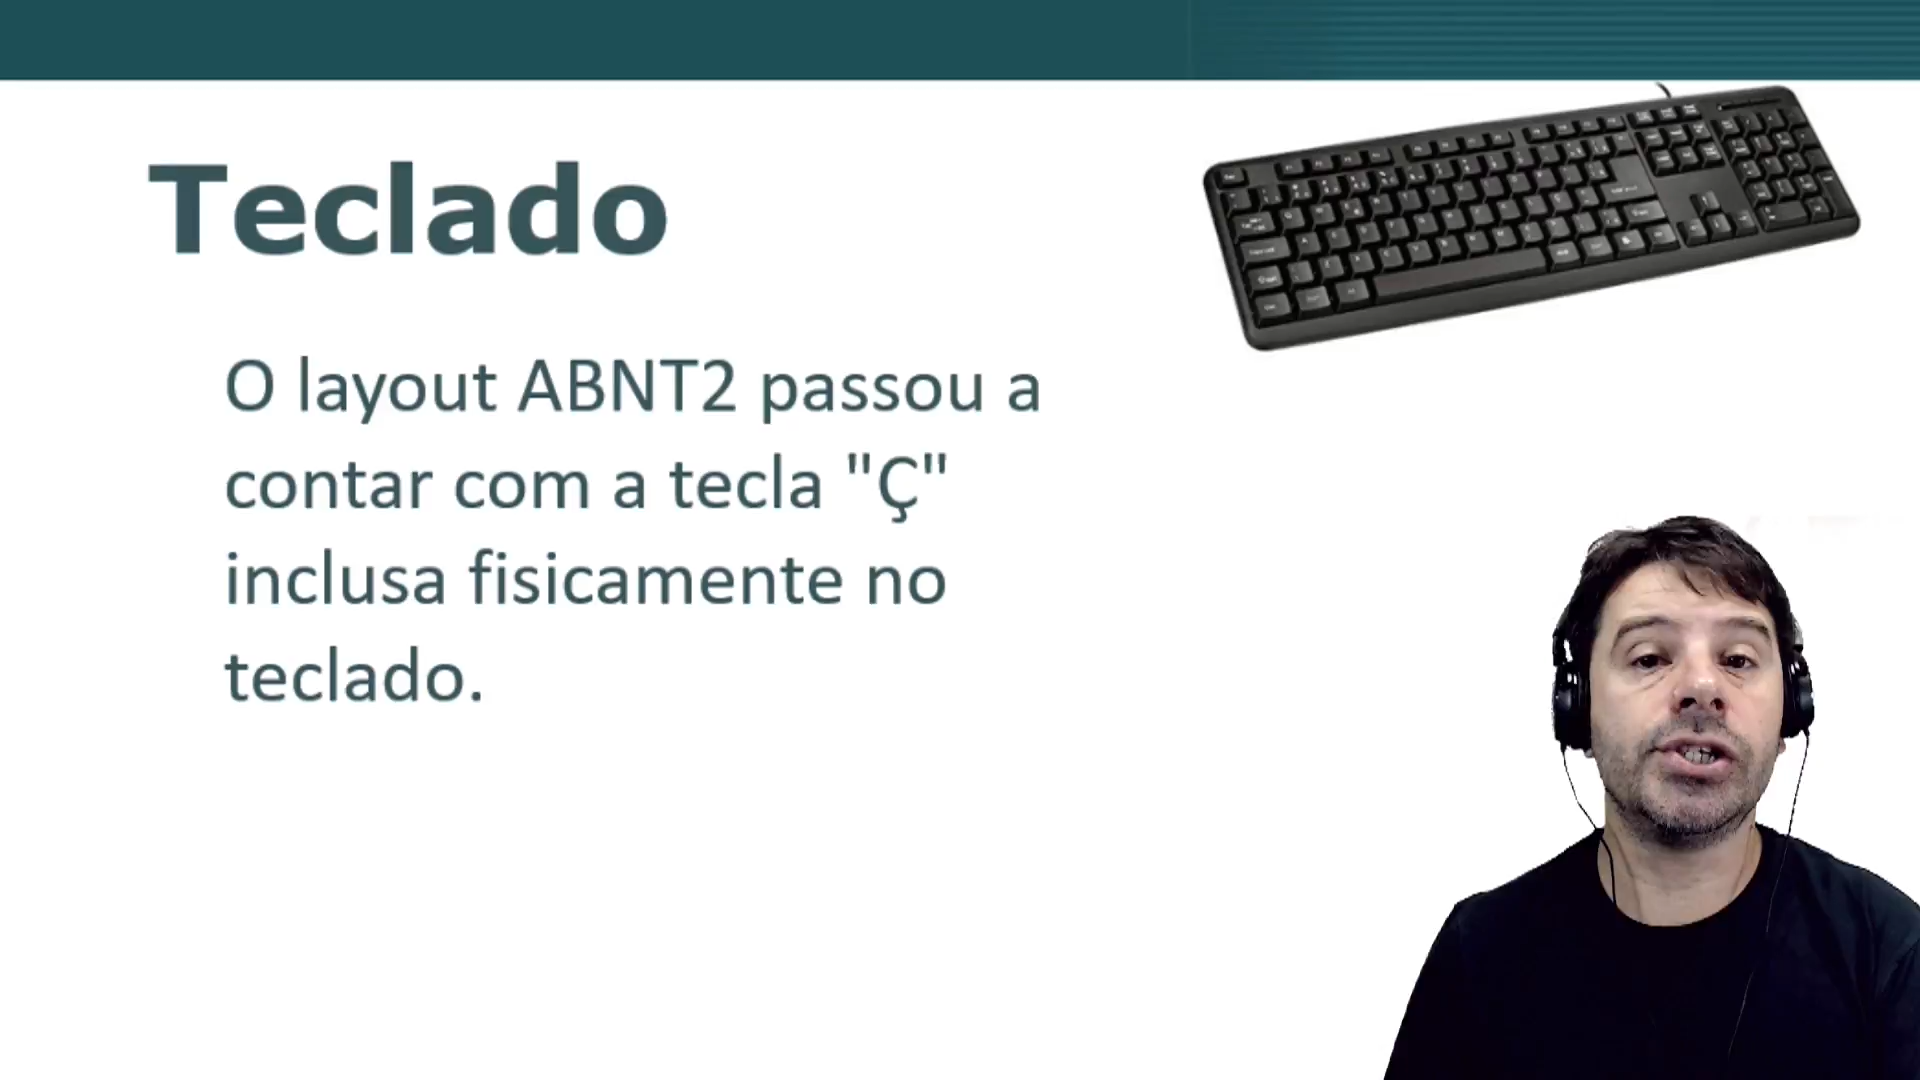 Teclado
O layout ABNT2 passou a
contar com a tecla "Ç"
inclusa fisicamente no
teclado.